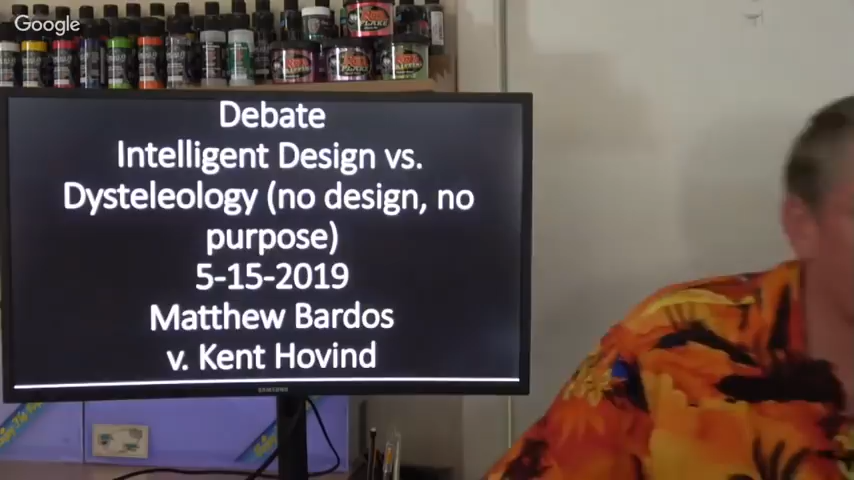 Google
Debate
Intelligent Design vs.
Dysteleology (no design, no
purpose)
5-15-2019
Matthew Bardos
v. Kent Hovind
SAMSUNG